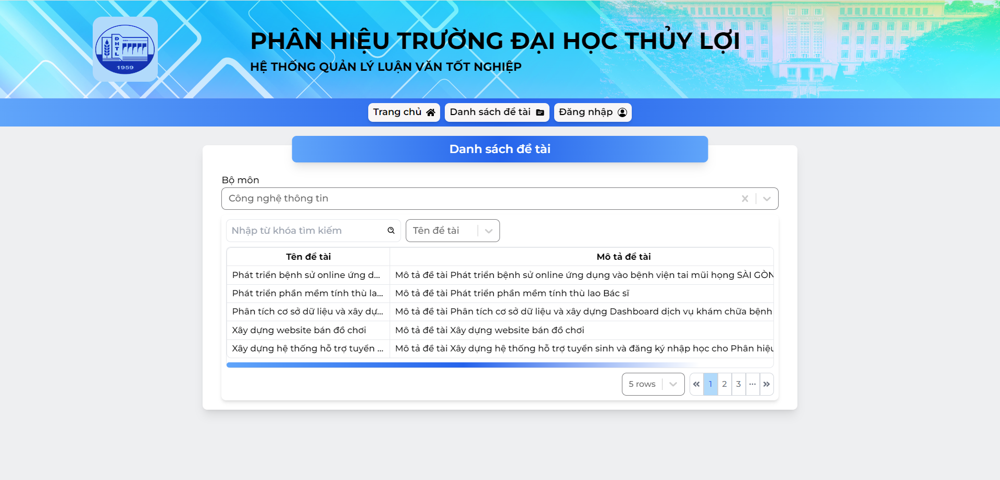 PHÂN HIỆU TRƯỜNG ĐẠI HỌC THỦY LỢI
HỆ THỐNG QUẢN LÝ LUẬN VĂN TỐT NGHIỆP
ĐHTL
1959
Trang chủ
Danh sách đề tài
Đăng nhập
Danh sách đề tài
Bộ môn
Công nghệ thông tin
Nhập từ khóa tìm kiếm
Tên đề tài
Tên đề tài Mô tả đề tài
Phát triển bệnh sử online ứng d... Mô tả đề tài Phát triển bệnh sử online ứng dụng vào bệnh viện tai mũi họng SÀI GÒN
Phát triển phần mềm tính thù la... Mô tả đề tài Phát triển phần mềm tính thù lao Bác sĩ
Phân tích cơ sở dữ liệu và xây dự... Mô tả đề tài Phân tích cơ sở dữ liệu và xây dựng Dashboard dịch vụ khám chữa bệnh
Xây dựng website bán đồ chơi Mô tả đề tài Xây dựng website bán đồ chơi
Xây dựng hệ thống hỗ trợ tuyển ... Mô tả đề tài Xây dựng hệ thống hỗ trợ tuyển sinh và đăng ký nhập học cho Phân hiệu
5 rows « 1 2 3 ... »